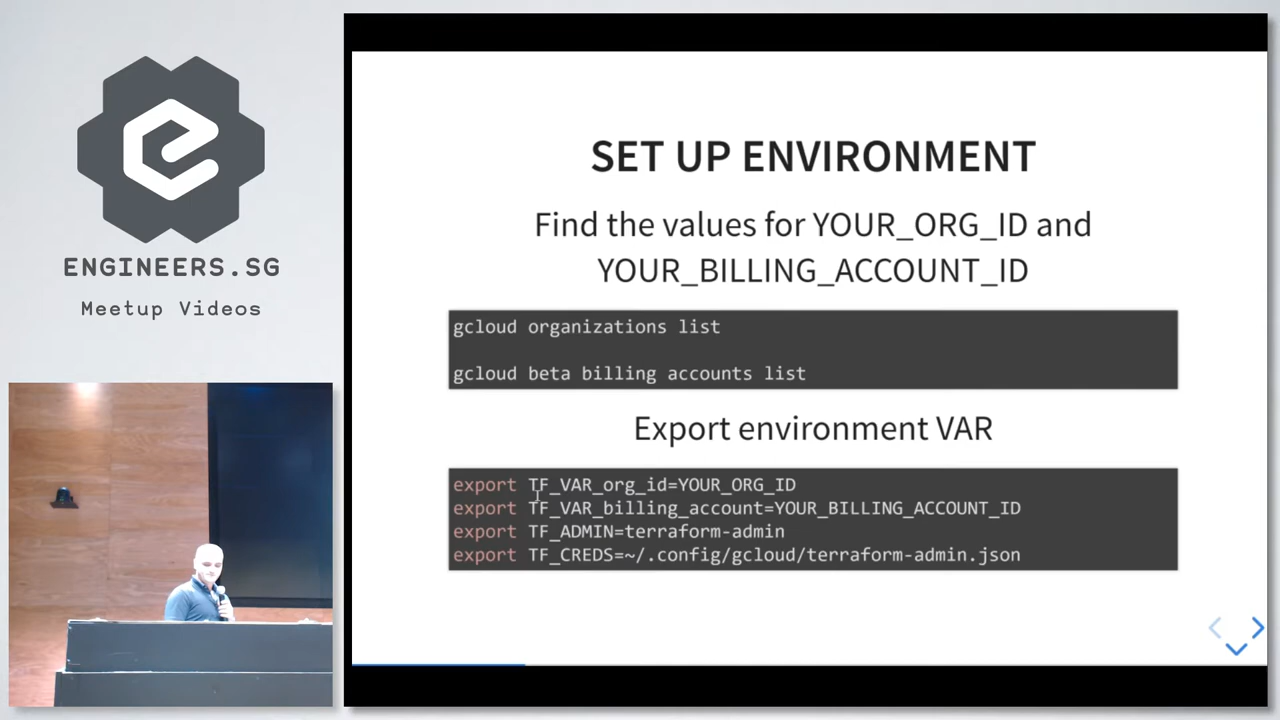 ENGINEERS.SG
Meetup Videos
SET UP ENVIRONMENT
Find the values for YOUR_ORG_ID and
YOUR_BILLING_ACCOUNT_ID
gcloud organizations list
gcloud beta billing accounts list
Export environment VAR
export TF_VAR_org_id=YOUR_ORG_ID
export TF_VAR_billing_account=YOUR_BILLING_ACCOUNT_ID
export TF_ADMIN=terraform-admin
export TF_CREDS=~/.config/gcloud/terraform-admin.json